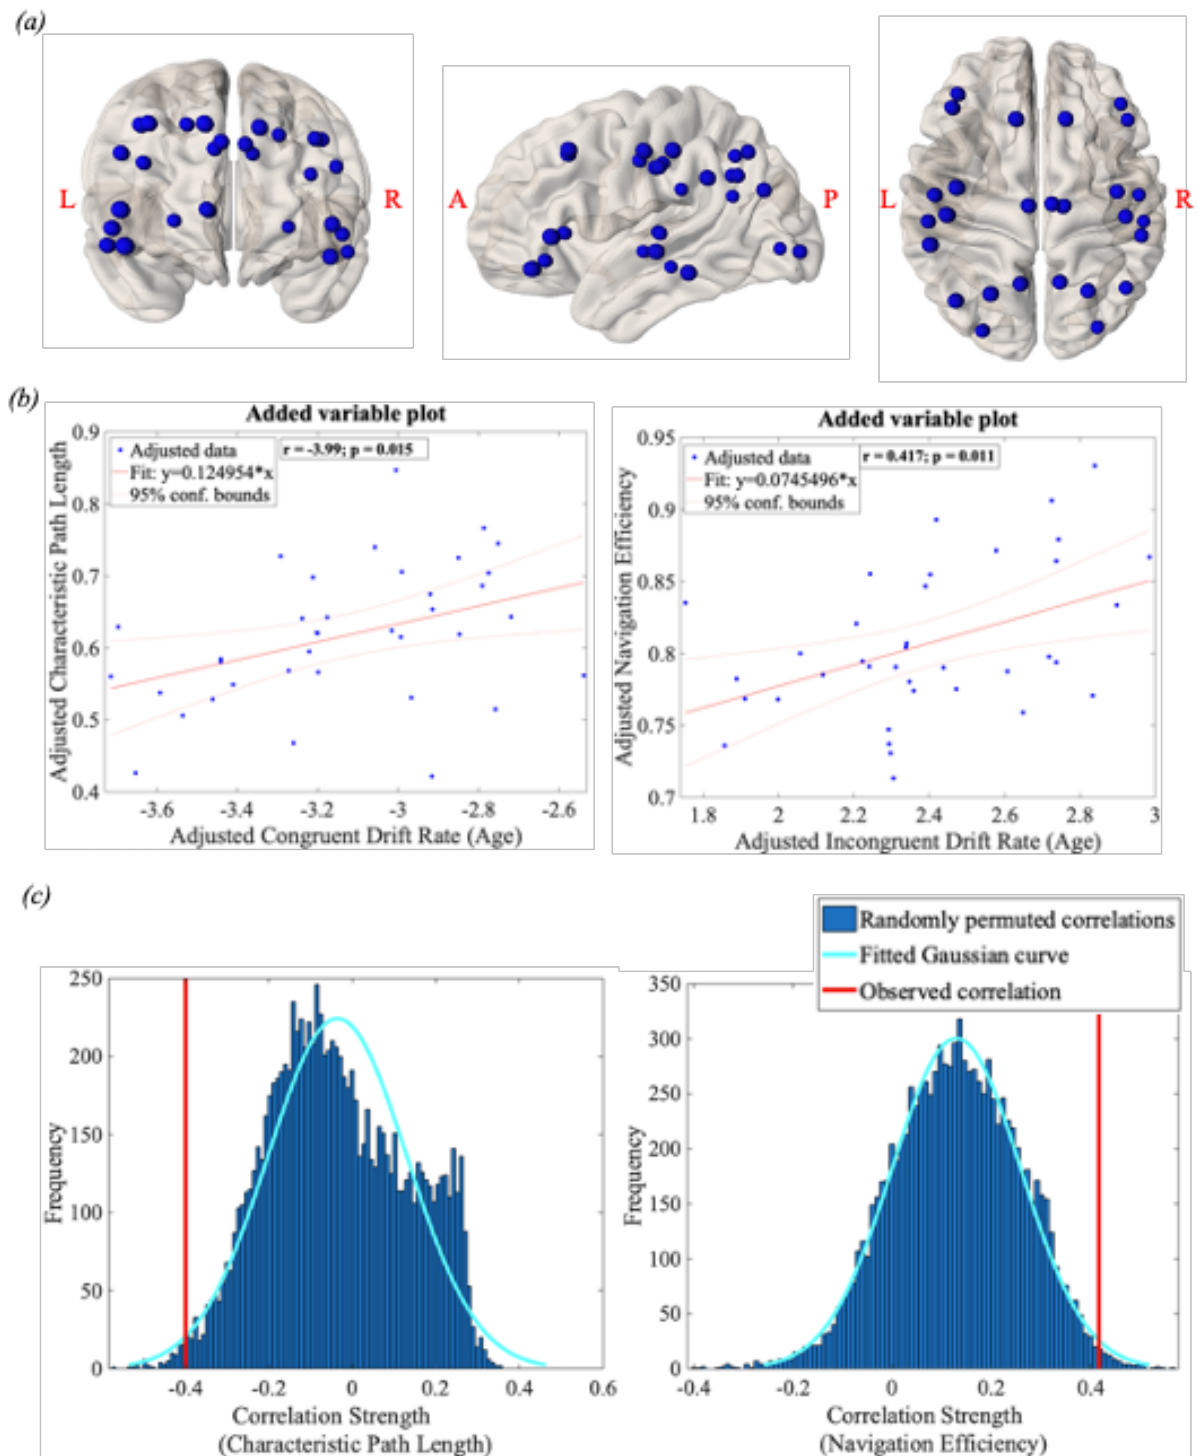 (a)
L
R
A
P
L
R
(b)
Added variable plot
Adjusted data
Fit: y=0.124954*x
95% conf. bounds
r = -3.99; p = 0.015
0.9
0.8
0.7
0.6
0.5
0.4
Adjusted Characteristic Path Length
-3.6
-3.4
-3.2
-3
-2.8
-2.6
Adjusted Congruent Drift Rate (Age)
Added variable plot
Adjusted data
Fit: y=0.0745496*x
95% conf. bounds
r = 0.417; p = 0.011
0.95
0.9
0.85
0.8
0.75
0.7
Adjusted Navigation Efficiency
1.8
2
2.2
2.4
2.6
2.8
3
Adjusted Incongruent Drift Rate (Age)
(c)
Randomly permuted correlations
Fitted Gaussian curve
Observed correlation
250
200
150
100
50
0
Frequency
-0.4
-0.2
0
0.2
0.4
0.6
Correlation Strength
(Characteristic Path Length)
350
300
250
200
150
100
50
0
Frequency
-0.4
-0.2
0
0.2
0.4
Correlation Strength
(Navigation Efficiency)